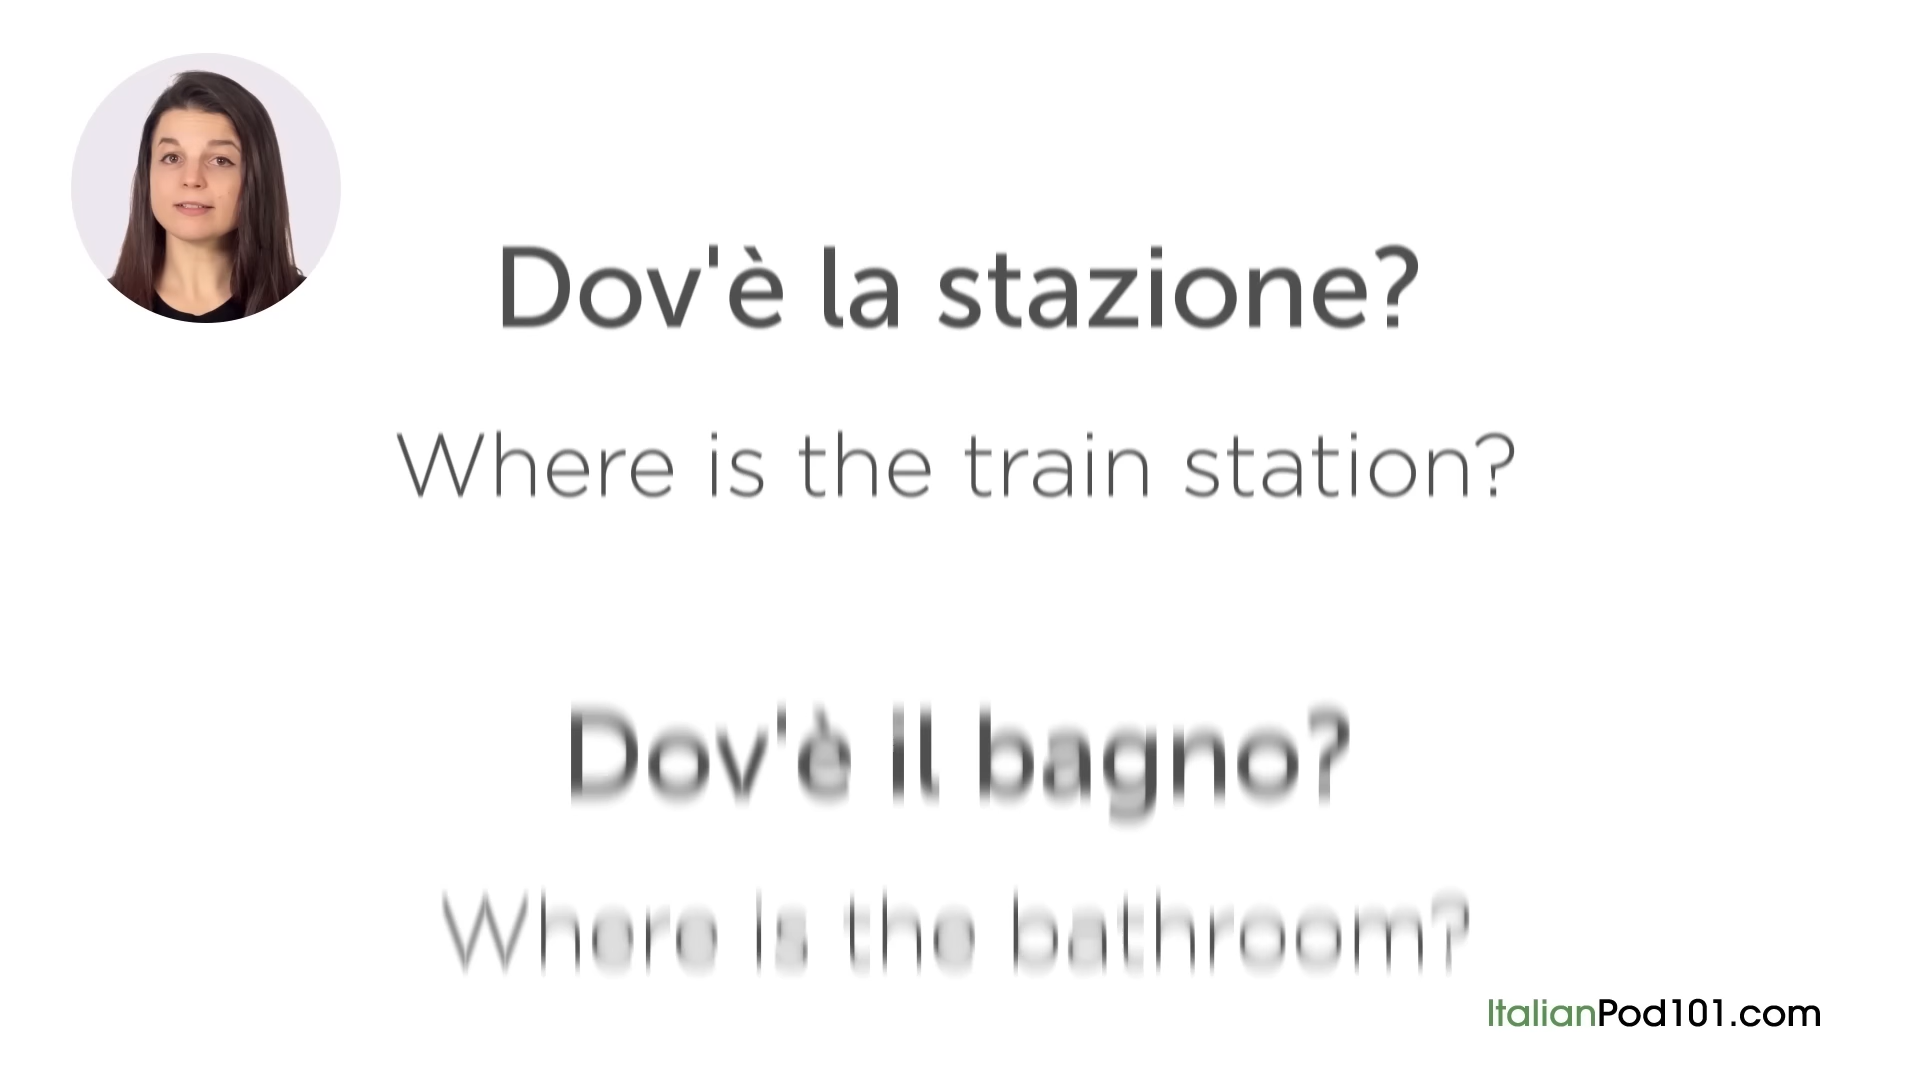 Dov'è la stazione?
Where is the train station?
Dov'è il bagno?
Where is the bathroom?
ItalianPod101.com